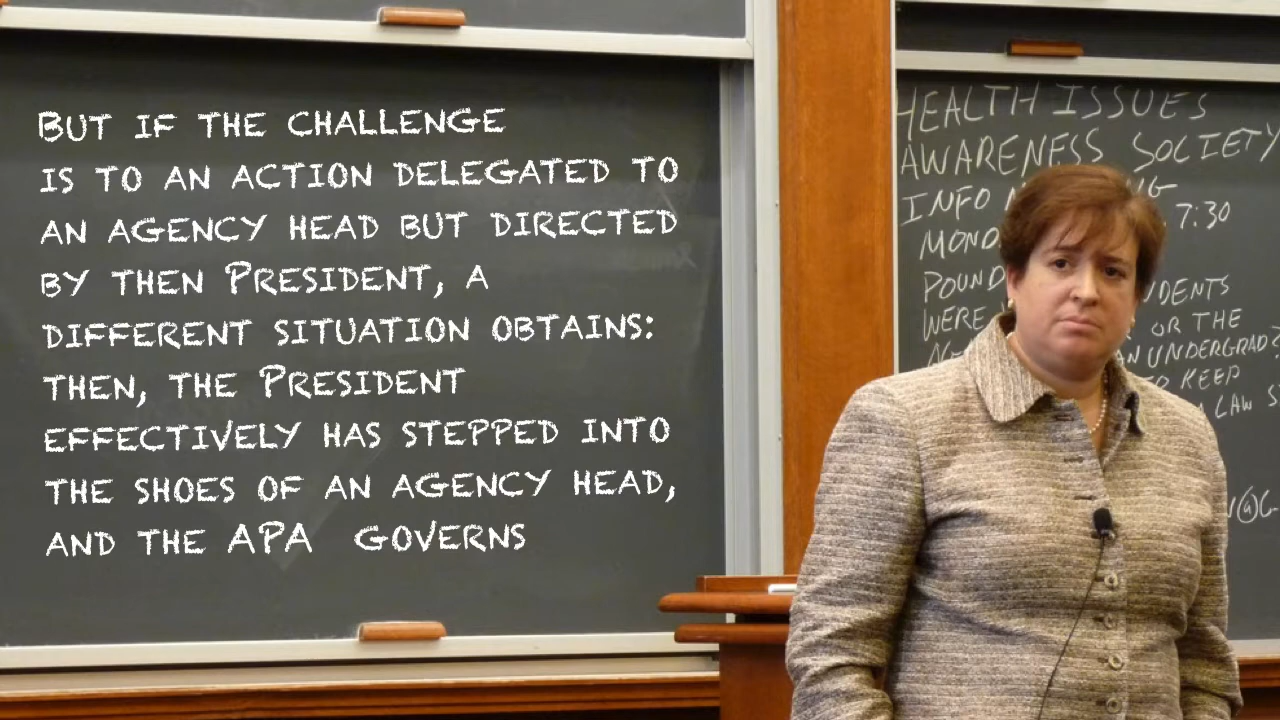 BUT IF THE CHALLENGE
IS TO AN ACTION DELEGATED TO
AN AGENCY HEAD BUT DIRECTED
BY THEN PRESIDENT, A
DIFFERENT SITUATION OBTAINS:
THEN, THE PRESIDENT
EFFECTIVELY HAS STEPPED INTO
THE SHOES OF AN AGENCY HEAD,
AND THE APA GOVERNS
HEALTH ISSUES
AWARENESS SOCIETY
INFO
7:30
POUND
WERE OR THE
UNDERGRAD
KEEP
LAW